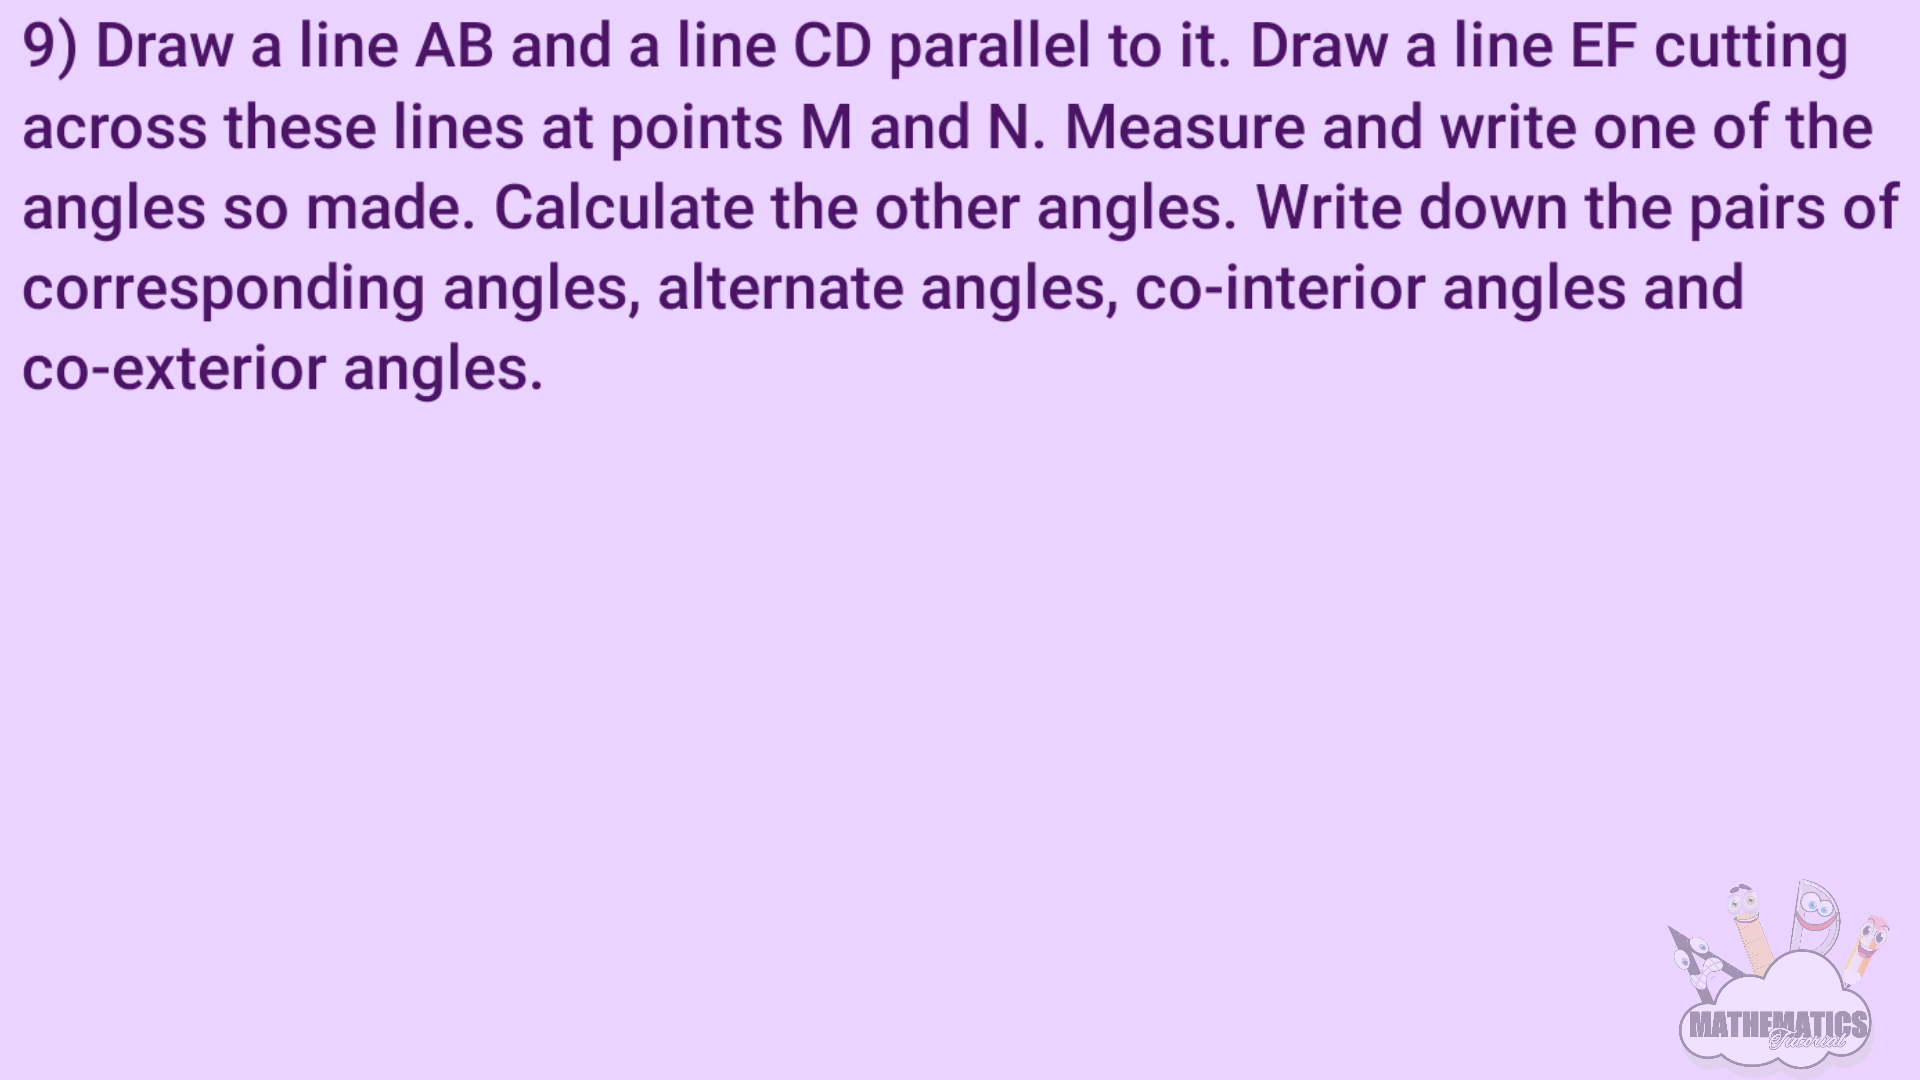 9) Draw a line AB and a line CD parallel to it. Draw a line EF cutting
across these lines at points M and N. Measure and write one of the
angles so made. Calculate the other angles. Write down the pairs of
corresponding angles, alternate angles, co-interior angles and
co-exterior angles.
MATHEMATICS
Tutorial